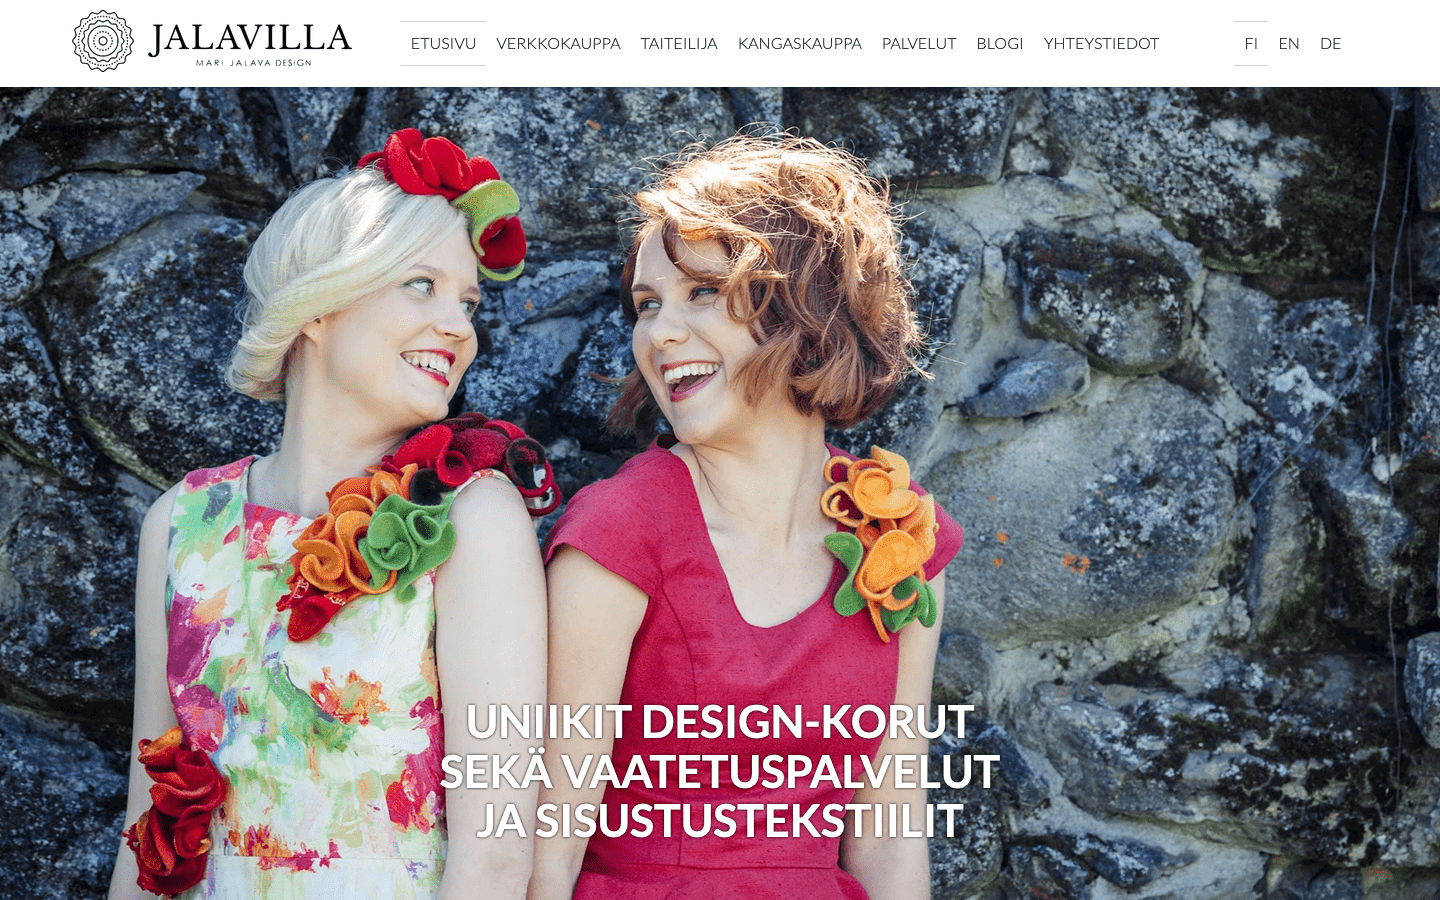 JALAVILLA
MARI JALAVA DESIGN
ETUSIVU VERKKOKAUPPA TAITEILIJA KANGASKAUPPA PALVELUT BLOGI YHTEYSTIEDOT
FI EN DE
UNIIKIT DESIGN-KORUT
SEKÄ VAATETUSPALVELUT
JA SISUSTUSTEKSTIILIT